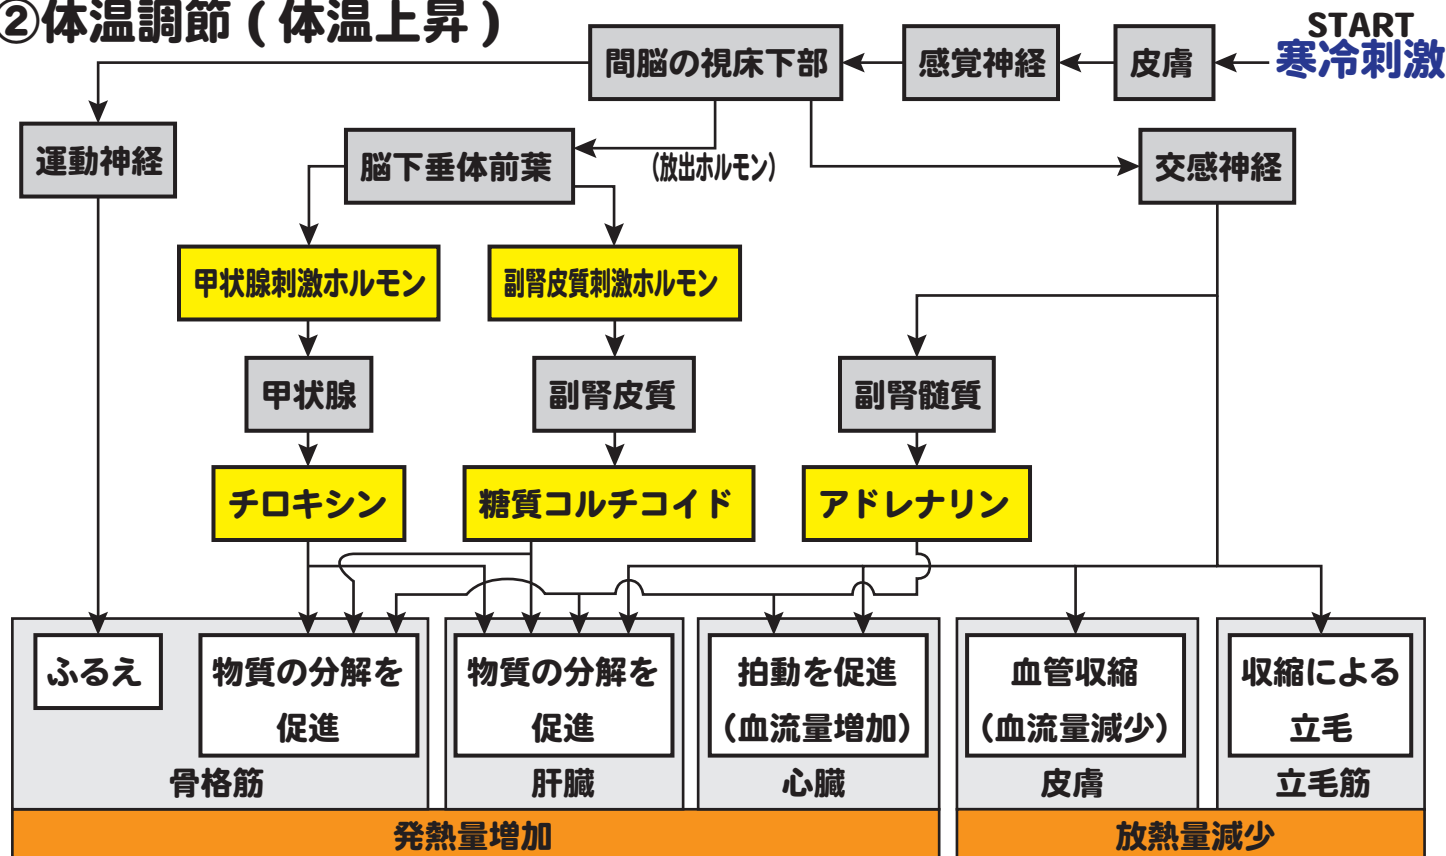 ②体温調節(体温上昇)
START
寒冷刺激
皮膚
感覚神経
間脳の視床下部
運動神経
脳下垂体前葉
(放出ホルモン)
交感神経
甲状腺刺激ホルモン
副腎皮質刺激ホルモン
甲状腺
副腎皮質
副腎髄質
チロキシン
糖質コルチコイド
アドレナリン
ふるえ
物質の分解を
促進
骨格筋
物質の分解を
促進
肝臓
拍動を促進
(血流量増加)
心臓
血管収縮
(血流量減少)
皮膚
収縮による
立毛
立毛筋
発熱量増加
放熱量減少